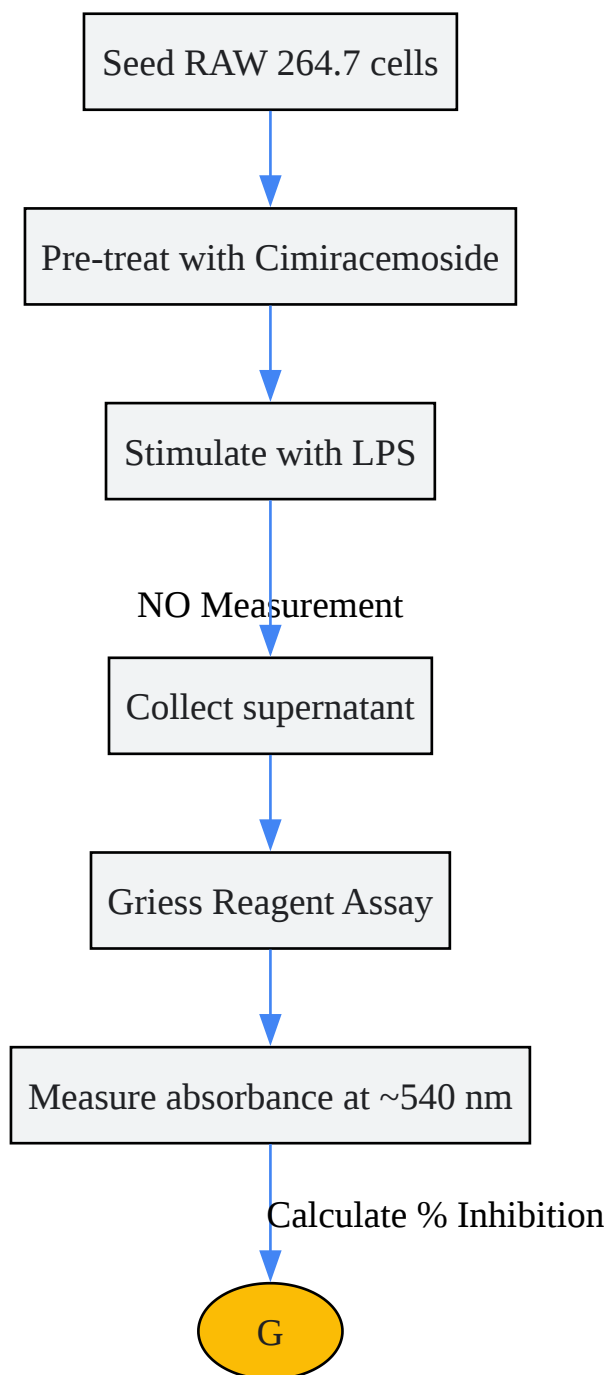 Seed RAW 264.7 cells
Pre-treat with Cimiracemoside
Stimulate with LPS
NO Measurement
Collect supernatant
Griess Reagent Assay
Measure absorbance at ~540 nm
Calculate % Inhibition
G